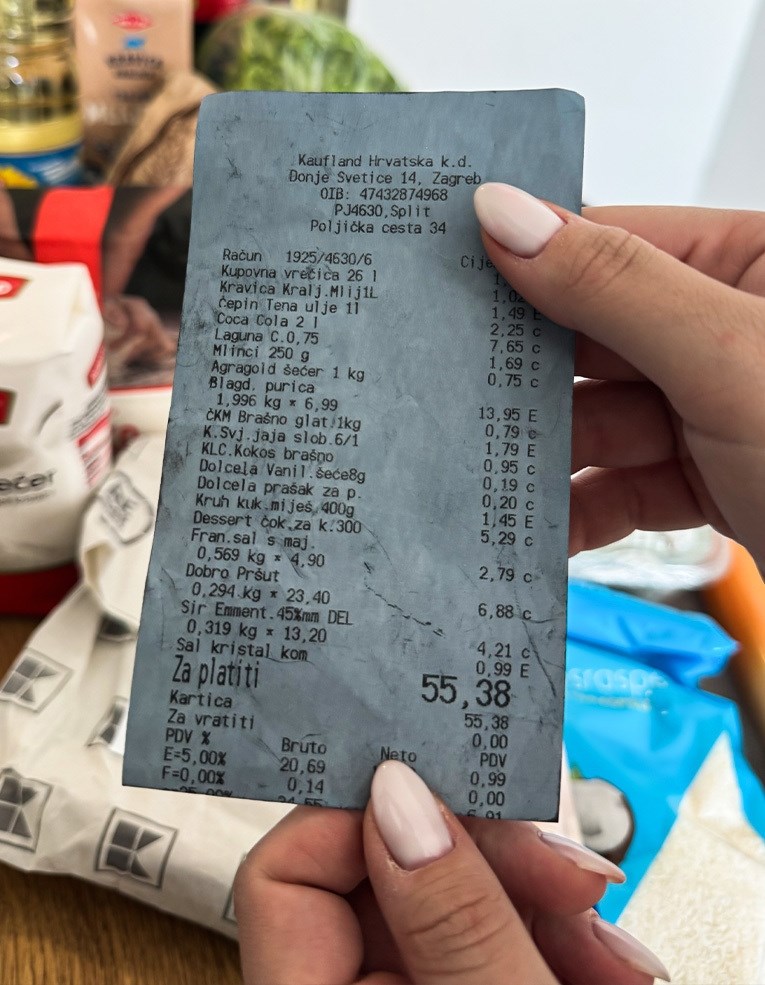 Kaufland Hrvatska k.d.
Donje Svetice 14, Zagreb
OIB: 47432874968
PJ4630,Split
Poljička cesta 34
Račun 1925/4630/6 Cije
Kupovna vrećica 26 l
Kravica Kralj.Mlij1L 1,02
Čepin Tena ulje 1l 1,49 E
Coca Cola 2 l 2,25 c
Laguna C.0,75 7,65 c
Mlinci 250 g 1,69 c
Agragold šećer 1 kg 0,75 c
Blagd. purica
1,996 kg * 6,99 13,95 E
ČKM Brašno glat.1kg 0,79 c
K.Svj.jaja slob.6/1 1,79 E
KLC.Kokos brašno 0,95 c
Dolcela Vanil.šeće8g 0,19 c
Dolcela prašak za p. 0,20 c
Kruh kuk.miješ,400g 1,45 E
Dessert čok.za k.300 5,29 c
Fran.sal s maj.
0,569 kg * 4,90 2,79 c
Dobro Pršut
0,294 kg * 23,40 6,88 c
Sir Emment.45%mm DEL
0,319 kg * 13,20 4,21 c
Sal kristal kom 0,99 E
Za platiti 55,38
Kartica 55,38
Za vratiti 0,00
PDV % Bruto Neto PDV
E=5,00% 20,69 0,99
F=0,00% 0,14 0,00